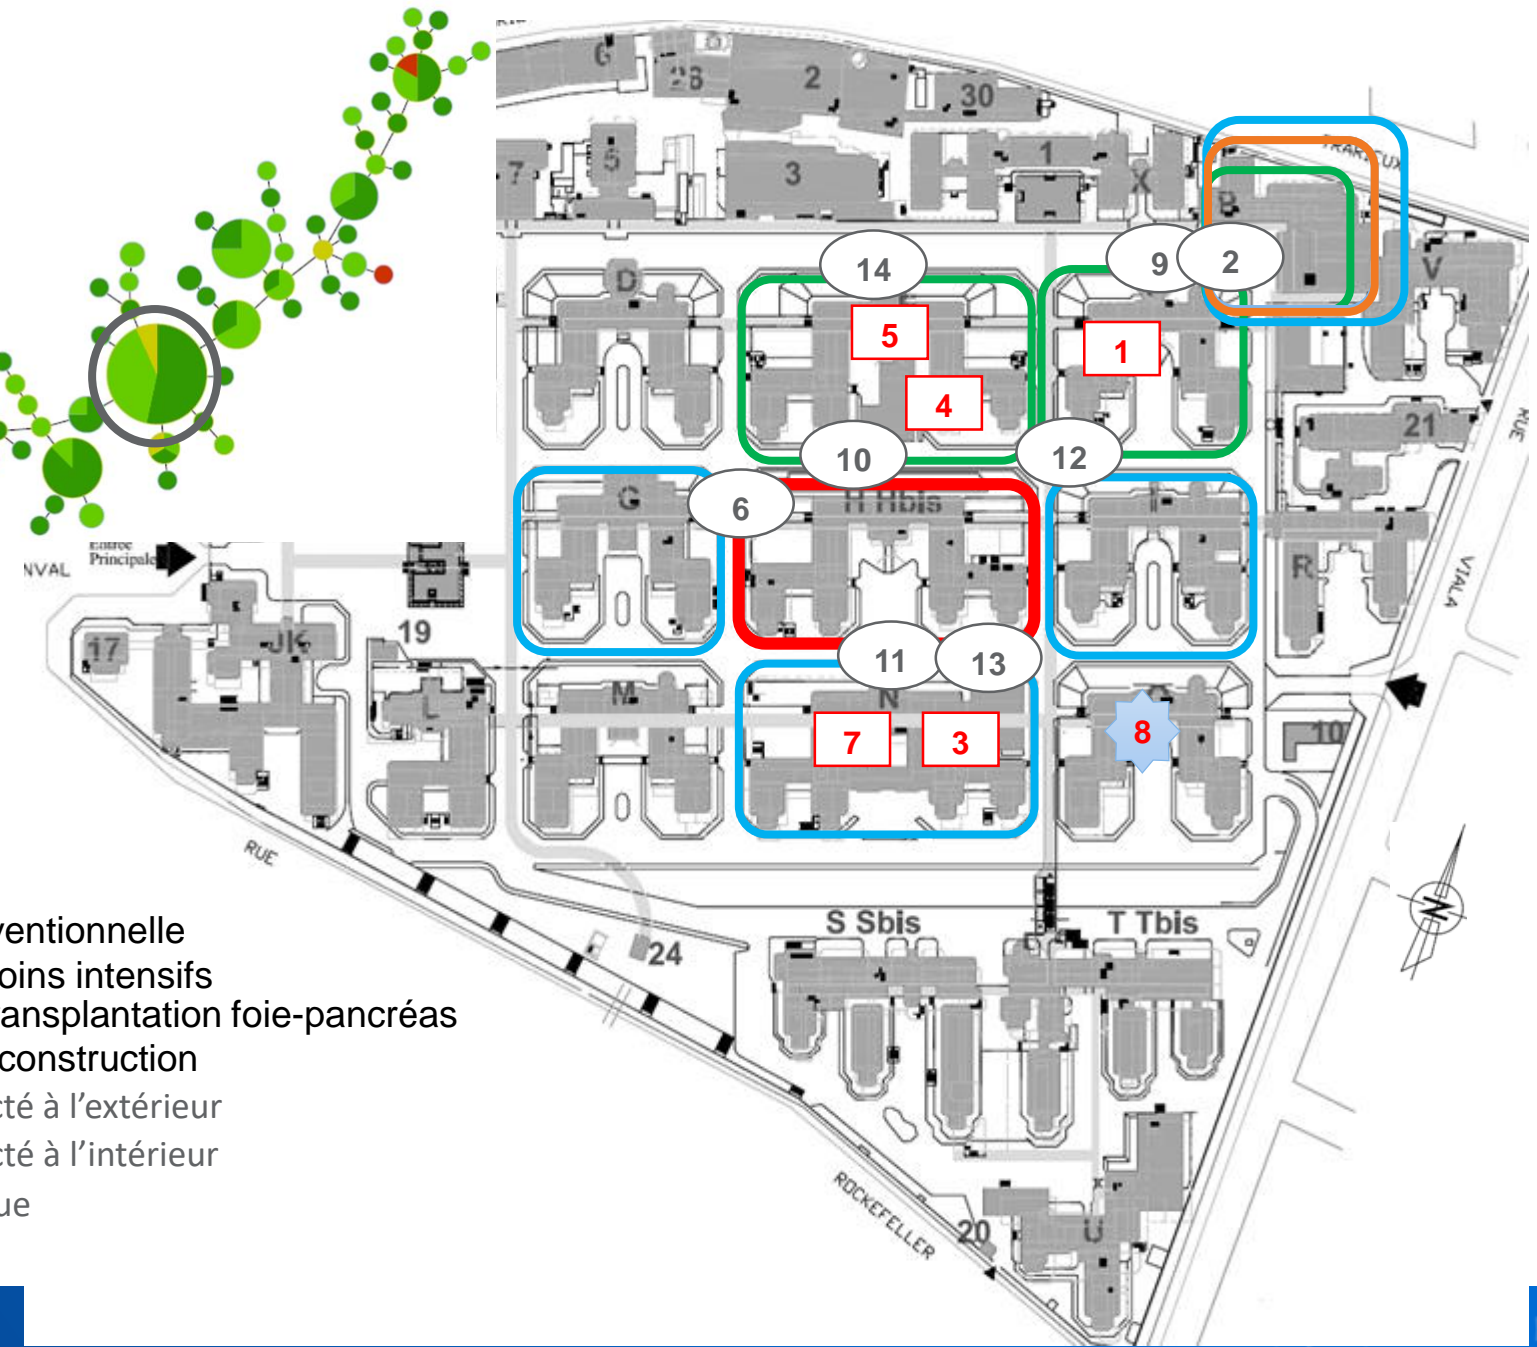 6
2
30
1
7
5
3
X
TRARIEUX
B
V
14
9
2
D
5
1
4
21
RUE
10
12
6
G
H Hbis
I
R
Entrée
Principale
NVAL
VIALA
19
17
JK
11
13
M
N
L
7
3
8
10
RUE
S Sbis
T Tbis
24
N
ventionnelle
oins intensifs
ansplantation foie-pancréas
construction
cté à l’extérieur
cté à l’intérieur
ue
ROCKEFELLER
20
U